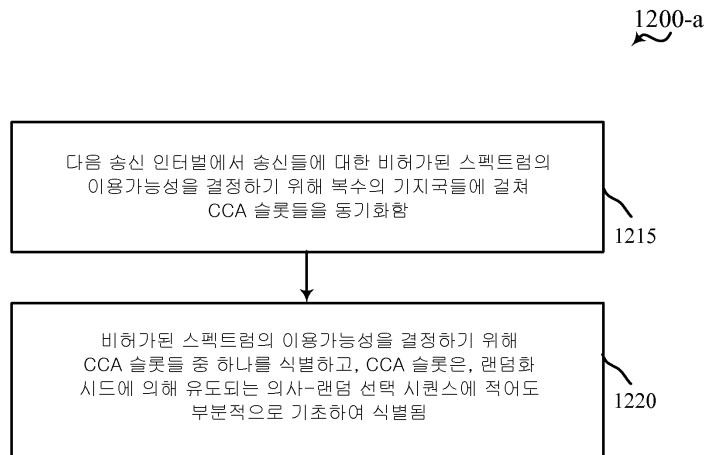 1200-a
다음 송신 인터벌에서 송신들에 대한 비허가된 스펙트럼의
이용가능성을 결정하기 위해 복수의 기지국들에 걸쳐
CCA 슬롯들을 동기화함
1215
비허가된 스펙트럼의 이용가능성을 결정하기 위해
CCA 슬롯들 중 하나를 식별하고, CCA 슬롯은, 랜덤화
시드에 의해 유도되는 의사-랜덤 선택 시퀀스에 적어도
부분적으로 기초하여 식별됨
1220